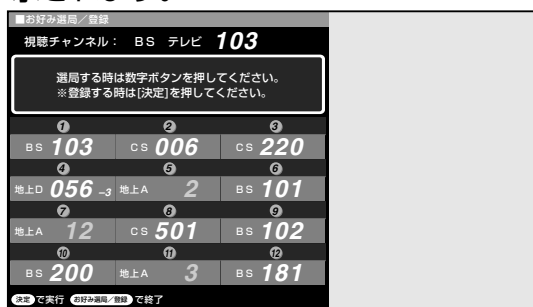 ■お好み選局／登録
視聴チャンネル： BS テレビ 103
選局する時は数字ボタンを押してください。
※登録する時は[決定]を押してください。
① ② ③
BS 103 CS 006 CS 220
④ ⑤ ⑥
地上D 056 -3 地上A 2 BS 101
⑦ ⑧ ⑨
地上A 12 CS 501 BS 102
⑩ ⑪ ⑫
BS 200 地上A 3 BS 181
決定 で実行 お好み選局／登録 で終了